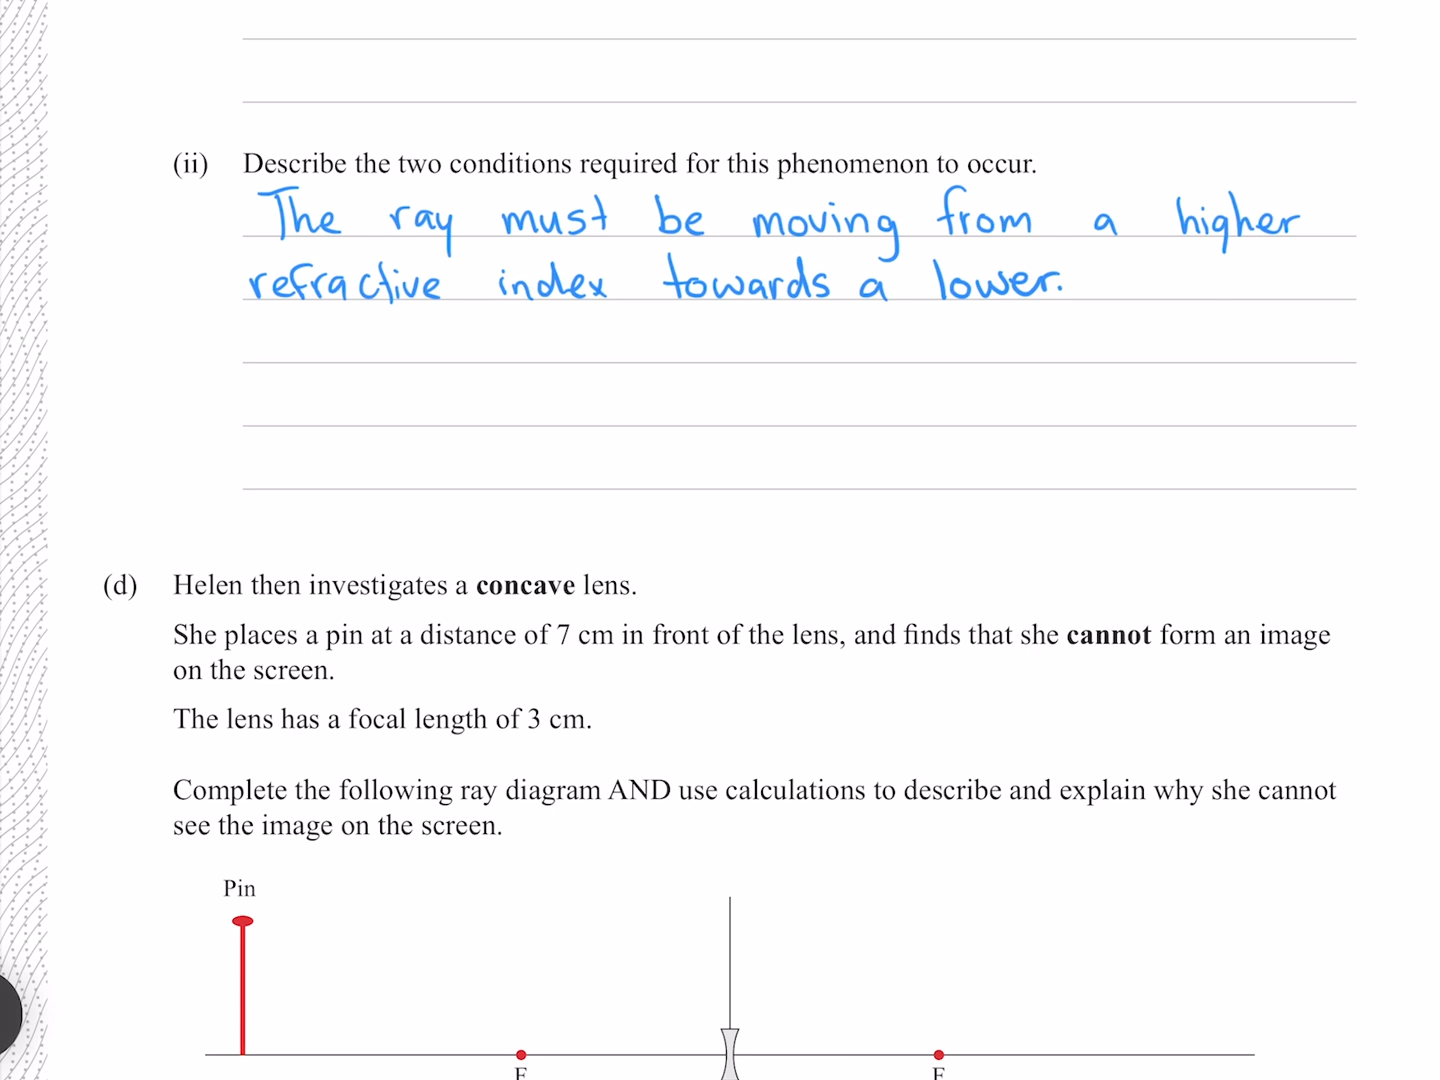 (ii) Describe the two conditions required for this phenomenon to occur.
The ray must be moving from a higher
refractive index towards a lower.
(d) Helen then investigates a concave lens.
She places a pin at a distance of 7 cm in front of the lens, and finds that she cannot form an image
on the screen.
The lens has a focal length of 3 cm.
Complete the following ray diagram AND use calculations to describe and explain why she cannot
see the image on the screen.
Pin
F F